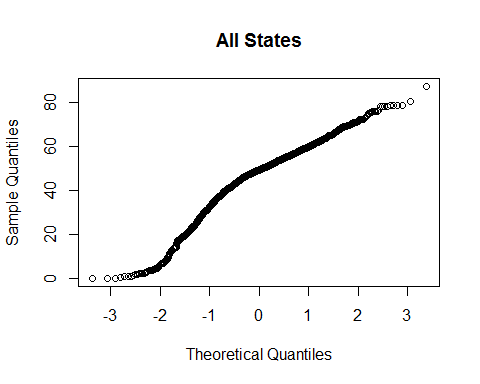 All States
Sample Quantiles
80
60
40
20
0
-3 -2 -1 0 1 2 3
Theoretical Quantiles